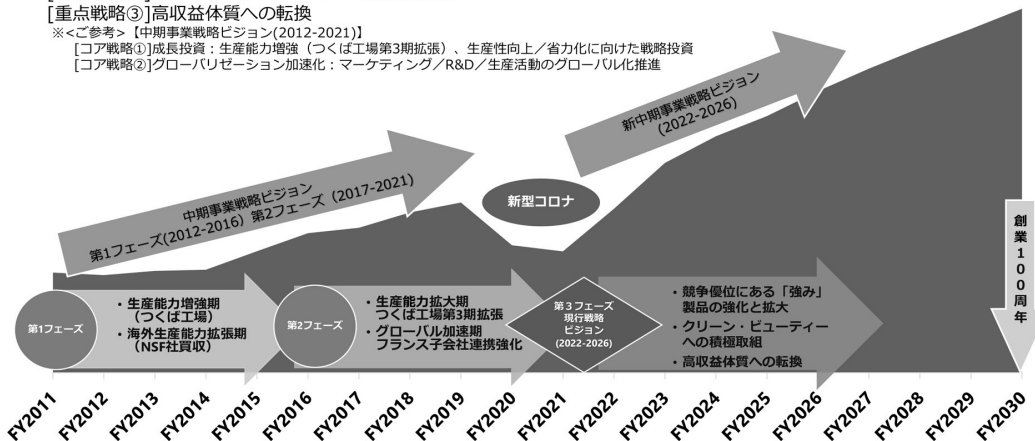 [重点戦略③]高収益体質への転換
※<ご参考>【中期事業戦略ビジョン(2012-2021)】
[コア戦略①]成長投資：生産能力増強（つくば工場第3期拡張）、生産性向上／省力化に向けた戦略投資
[コア戦略②]グローバリゼーション加速化：マーケティング／R&D／生産活動のグローバル化推進
中期事業戦略ビジョン
第1フェーズ(2012-2016) 第2フェーズ（2017-2021)
新型コロナ
新中期事業戦略ビジョン
(2022-2026)
創業100周年
第1フェーズ
・生産能力増強期
（つくば工場）
・海外生産能力拡張期
（NSF社買収）
第2フェーズ
・生産能力拡大期
つくば工場第3期拡張
・グローバル加速期
フランス子会社連携強化
第３フェーズ
現行戦略
ビジョン
(2022-2026)
・競争優位にある「強み」
製品の強化と拡大
・クリーン・ビューティー
への積極取組
・高収益体質への転換
FY2011
FY2012
FY2013
FY2014
FY2015
FY2016
FY2017
FY2018
FY2019
FY2020
FY2021
FY2022
FY2023
FY2024
FY2025
FY2026
FY2027
FY2028
FY2029
FY2030